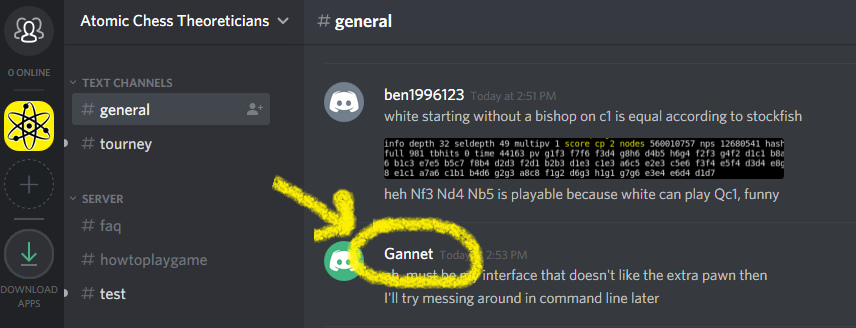 Atomic Chess Theoreticians
# general
0 ONLINE
TEXT CHANNELS
# general
# tourney
SERVER
# faq
# howtoplaygame
# test
DOWNLOAD
APPS
ben1996123 Today at 2:51 PM
white starting without a bishop on c1 is equal according to stockfish
info depth 32 seldepth 49 multipv 1 score cp 2 nodes 560010757 nps 12680541 hash
full 981 tbhits 0 time 44163 pv g1f3 f7f6 f3d4 g8h6 d4b5 h6g4 f2f3 g4f2 d1c1 b8a
6 b1c3 e7e5 b5c7 f8b4 d2d3 f2d1 b2b3 d1e3 c1e3 a6c5 e2e3 c5e6 f3f4 e5f4 d3d4 e8g
8 e1c1 a7a6 c1b1 b4d6 g2g3 a8c8 f1g2 d6g3 h1g1 g7g6 e3e4 e6d4 d1d7
heh Nf3 Nd4 Nb5 is playable because white can play Qc1, funny
Gannet Today at 2:53 PM
must be interface that doesn't like the extra pawn then
I'll try messing around in command line later